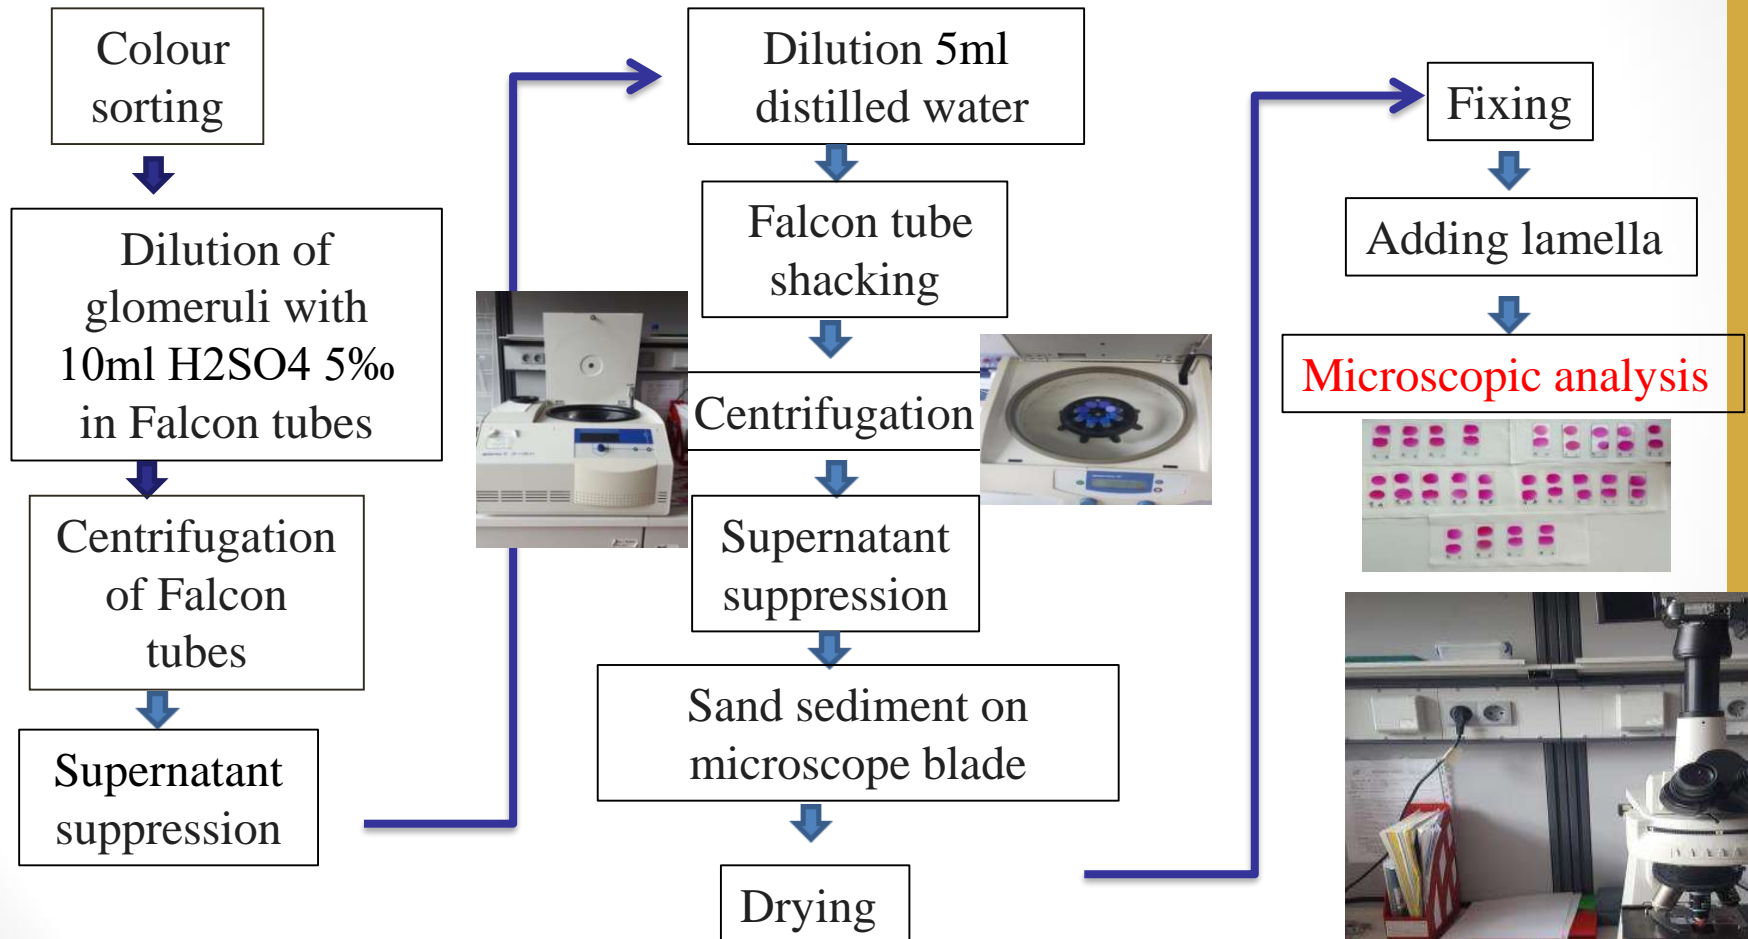 Colour
sorting
Dilution of
glomeruli with
10ml H2SO4 5‰
in Falcon tubes
Centrifugation
of Falcon
tubes
Supernatant
suppression
Dilution 5ml
distilled water
Falcon tube
shacking
Centrifugation
Supernatant
suppression
Sand sediment on
microscope blade
Drying
Fixing
Adding lamella
Microscopic analysis